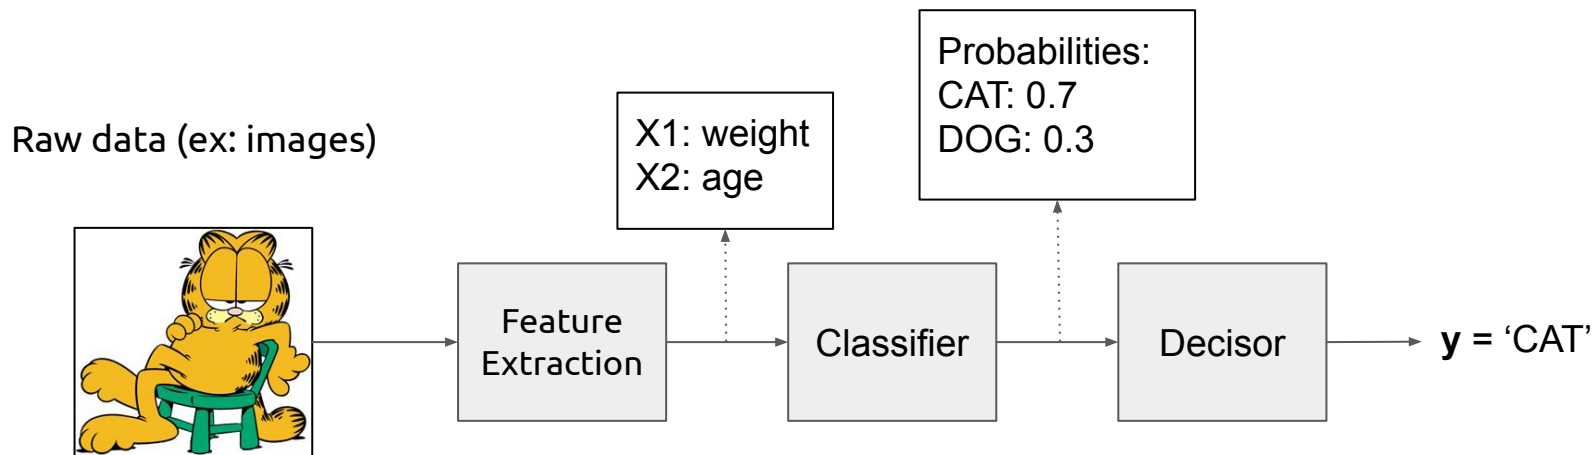 Raw data (ex: images)
X1: weight
X2: age
Probabilities:
CAT: 0.7
DOG: 0.3
Feature
Extraction
Classifier
Decisor
y = ‘CAT’